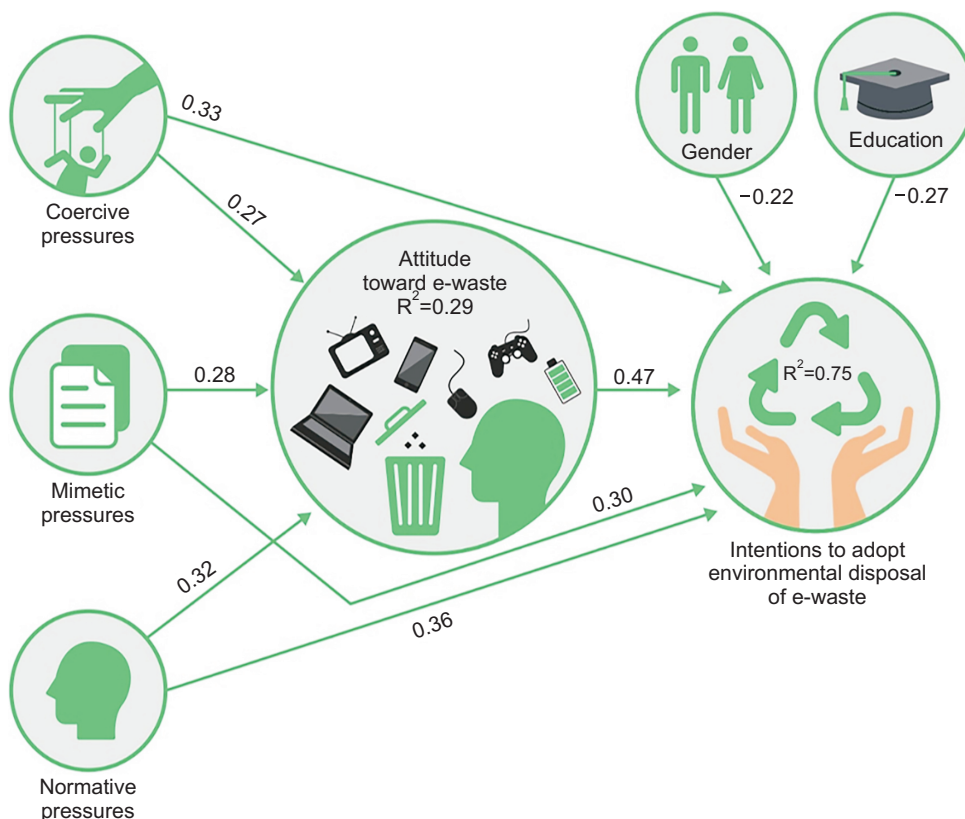 0.33
Gender
Education
−0.22
−0.27
Coercive
pressures
0.27
Attitude
toward e-waste
R²=0.29
0.28
0.47
R²=0.75
Mimetic
pressures
0.30
Intentions to adopt
environmental disposal
of e-waste
0.32
0.36
Normative
pressures